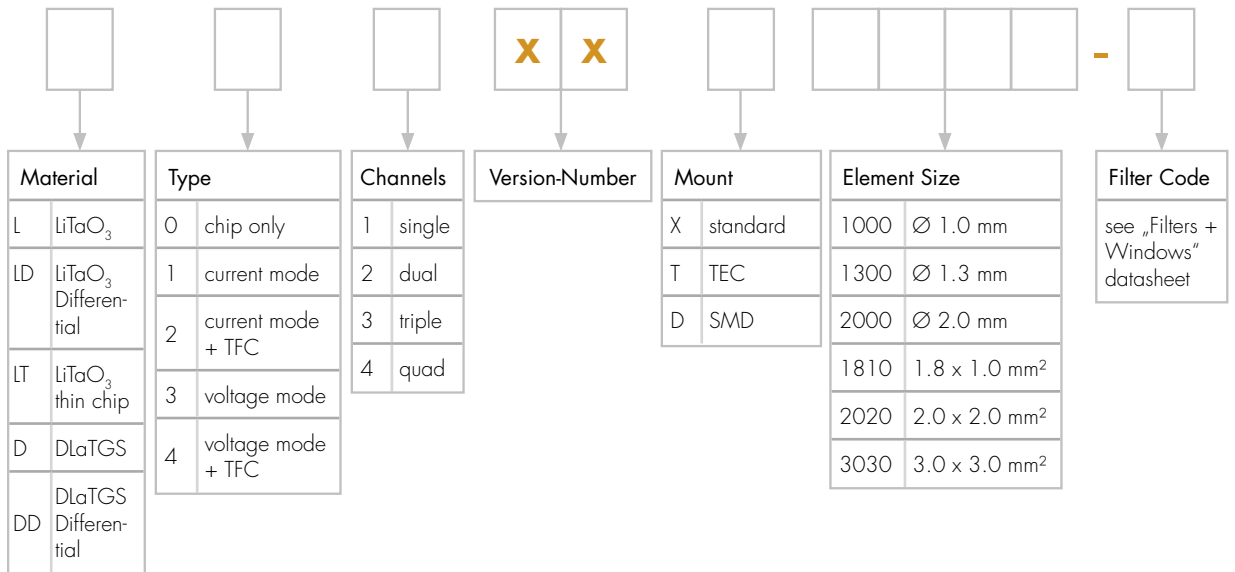 X X -
Material
L LiTaO₃
LD LiTaO₃
Differen-
tial
LT LiTaO₃
thin chip
D DLaTGS
DD DLaTGS
Differen-
tial
Type
0 chip only
1 current mode
2 current mode
+ TFC
3 voltage mode
4 voltage mode
+ TFC
Channels
1 single
2 dual
3 triple
4 quad
Version-Number
Mount
X standard
T TEC
D SMD
Element Size
1000 Ø 1.0 mm
1300 Ø 1.3 mm
2000 Ø 2.0 mm
1810 1.8 x 1.0 mm²
2020 2.0 x 2.0 mm²
3030 3.0 x 3.0 mm²
Filter Code
see „Filters +
Windows“
datasheet